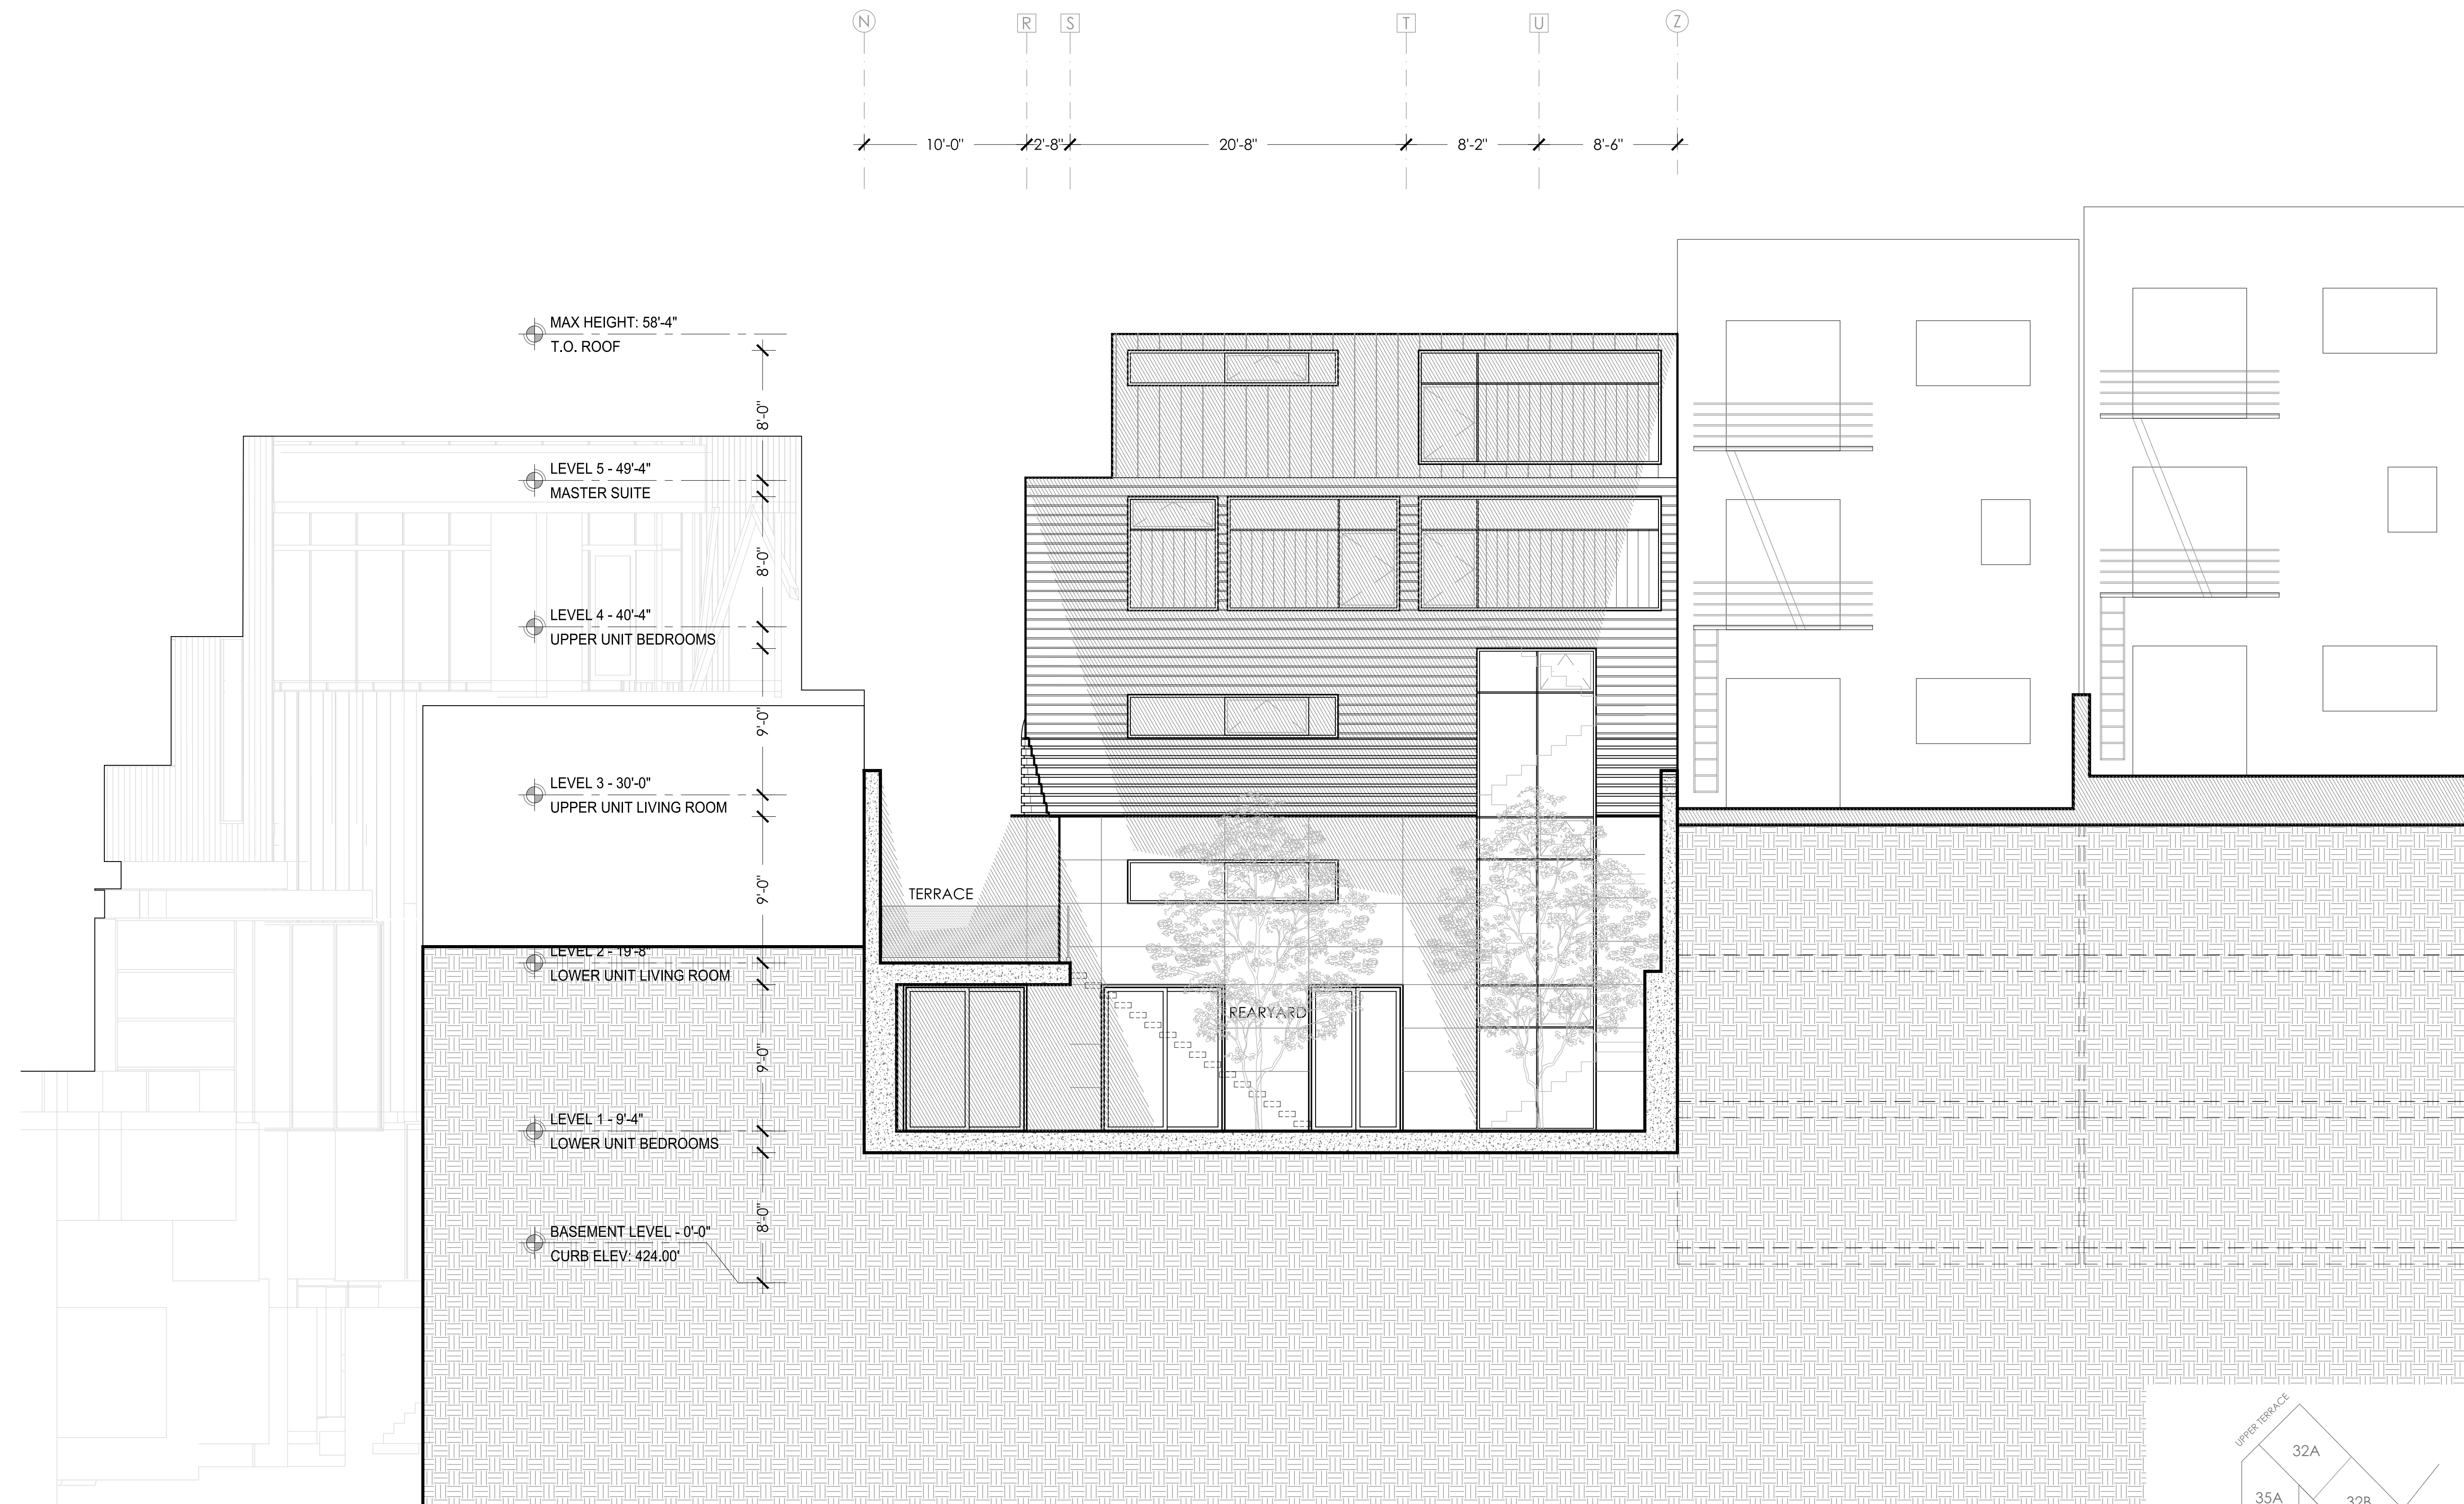 N R S T U Z
10'-0" 2'-8" 20'-8" 8'-2" 8'-6"
MAX HEIGHT: 58'-4"
T.O. ROOF
8'-0"
LEVEL 5 - 49'-4"
MASTER SUITE
8'-0"
LEVEL 4 - 40'-4"
UPPER UNIT BEDROOMS
9'-0"
LEVEL 3 - 30'-0"
UPPER UNIT LIVING ROOM
9'-0"
TERRACE
LEVEL 2 - 19'-8"
LOWER UNIT LIVING ROOM
REARYARD
9'-0"
LEVEL 1 - 9'-4"
LOWER UNIT BEDROOMS
8'-0"
BASEMENT LEVEL - 0'-0"
CURB ELEV: 424.00'
UPPER TERRACE
32A
35A
32B